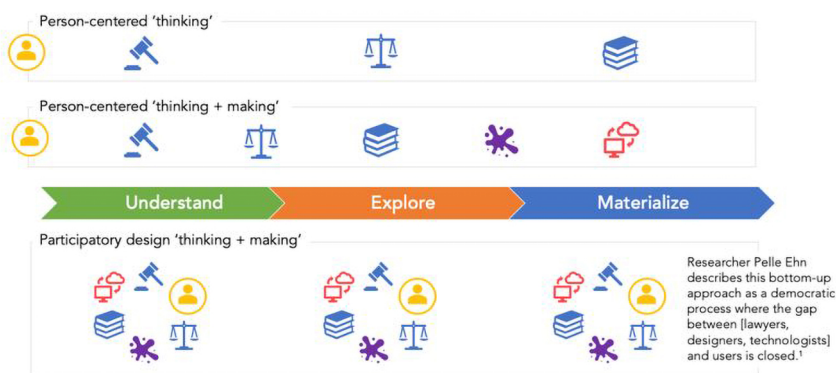 Person-centered 'thinking'
Person-centered 'thinking + making'
Understand
Explore
Materialize
Participatory design 'thinking + making'
Researcher Pelle Ehn
describes this bottom-up
approach as a democratic
process where the gap
between [lawyers,
designers, technologists]
and users is closed.¹